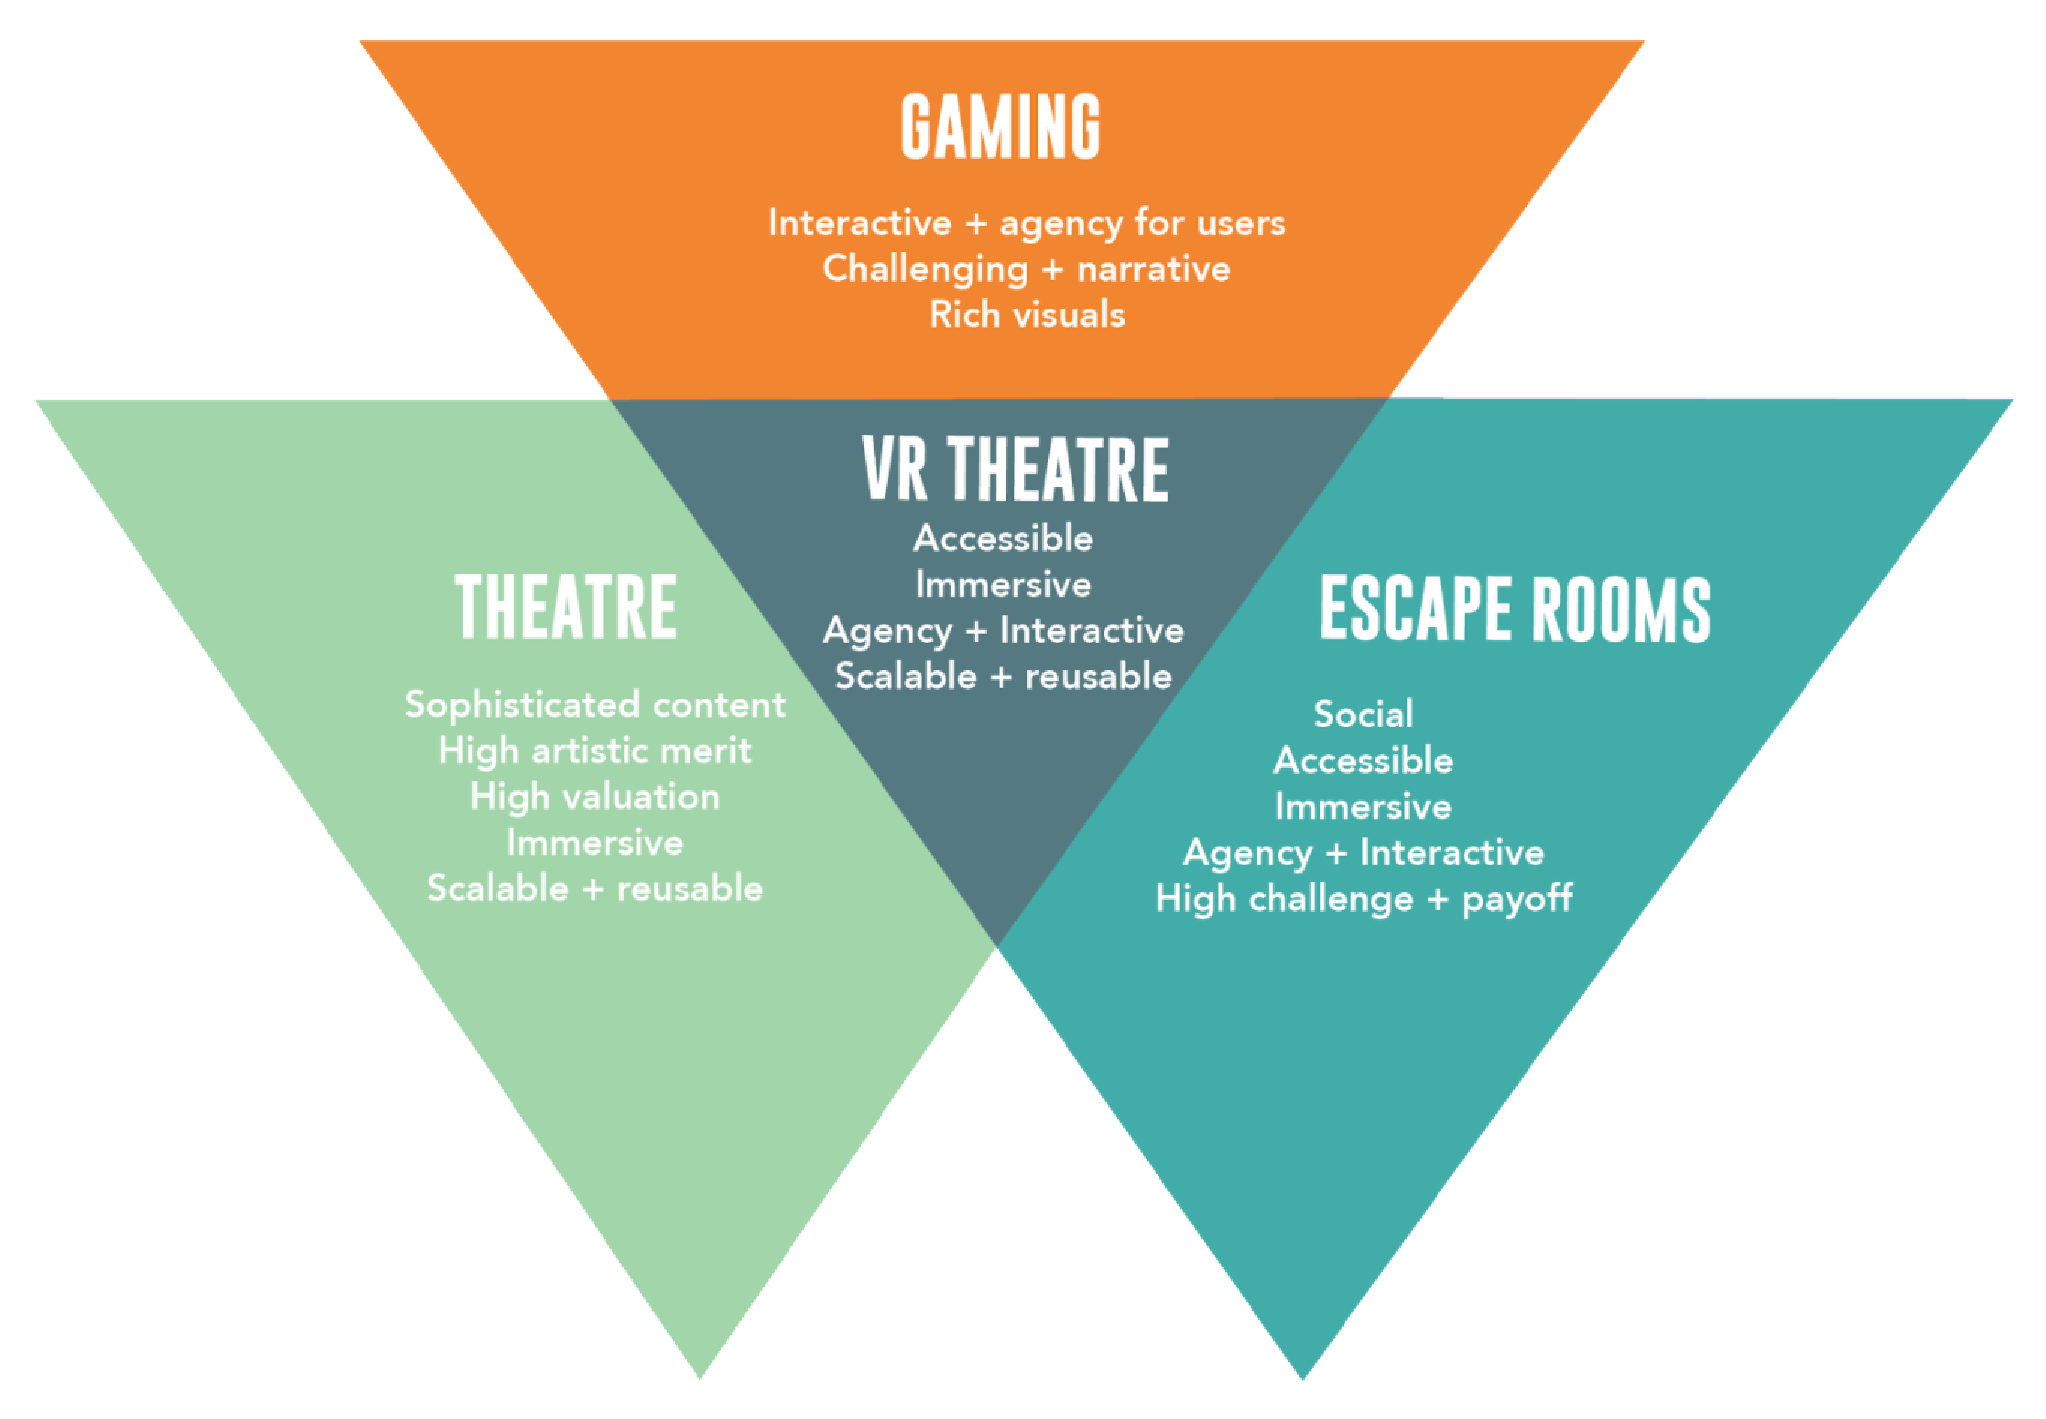 GAMING
Interactive + agency for users
Challenging + narrative
Rich visuals
VR THEATRE
Accessible
Immersive
Agency + Interactive
Scalable + reusable
THEATRE
Sophisticated content
High artistic merit
High valuation
Immersive
Scalable + reusable
ESCAPE ROOMS
Social
Accessible
Immersive
Agency + Interactive
High challenge + payoff